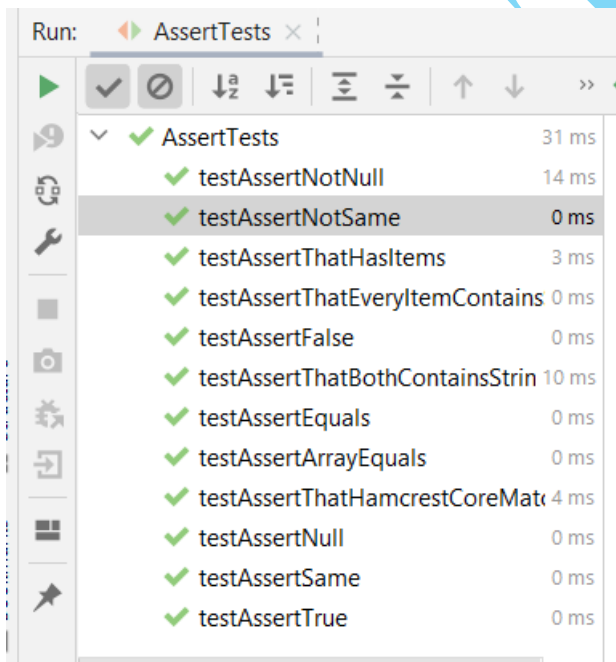 Run: AssertTests
AssertTests 31 ms
testAssertNotNull 14 ms
testAssertNotSame 0 ms
testAssertThatHasItems 3 ms
testAssertThatEveryItemContains 0 ms
testAssertFalse 0 ms
testAssertThatBothContainsStrin 10 ms
testAssertEquals 0 ms
testAssertArrayEquals 0 ms
testAssertThatHamcrestCoreMatc 4 ms
testAssertNull 0 ms
testAssertSame 0 ms
testAssertTrue 0 ms